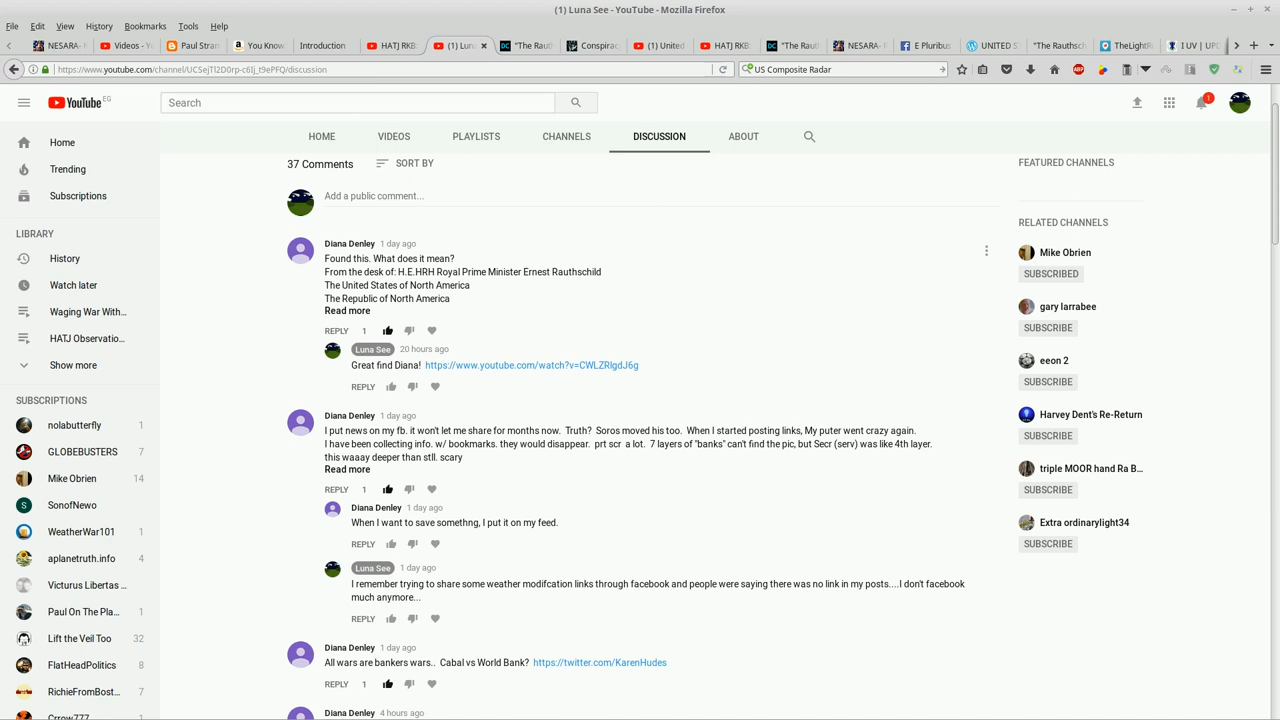 (1) Luna See - YouTube - Mozilla Firefox
File Edit View History Bookmarks Tools Help
NESARA- Videos - Y Paul Stran You Know Introduction HATJ RKB: (1) Lun "The Raut Conspirac (1) United HATJ RKB "The Raut NESARA- E Pluribus UNITED S "The Rauthsch TheLightR I UV | UPL
https://www.youtube.com/channel/UCSejTl2D0rp-c6Ij_t9ePFQ/discussion US Composite Radar
YouTube EG Search 1
HOME VIDEOS PLAYLISTS CHANNELS DISCUSSION ABOUT
Home
Trending
Subscriptions
LIBRARY
History
Watch later
Waging War With...
HATJ Observatio...
Show more
SUBSCRIPTIONS
nolabutterfly 1
GLOBEBUSTERS 7
Mike Obrien 14
SonofNewo
WeatherWar101 1
aplanetruth.info 4
Victurus Libertas ...
Paul On The Pla... 1
Lift the Veil Too 32
FlatHeadPolitics 8
RichieFromBost... 7
Crrow777 1
37 Comments SORT BY
Add a public comment...
Diana Denley 1 day ago
Found this. What does it mean?
From the desk of: H.E.HRH Royal Prime Minister Ernest Rauthschild
The United States of North America
The Republic of North America
Read more
REPLY 1
Luna See 20 hours ago
Great find Diana! https://www.youtube.com/watch?v=CWLZRlgdJ6g
REPLY
Diana Denley 1 day ago
I put news on my fb. it won't let me share for months now. Truth? Soros moved his too. When I started posting links, My puter went crazy again.
I have been collecting info. w/ bookmarks. they would disappear. prt scr a lot. 7 layers of "banks" can't find the pic, but Secr (serv) was like 4th layer.
this waaay deeper than stll. scary
Read more
REPLY 1
Diana Denley 1 day ago
When I want to save somethng, I put it on my feed.
REPLY
Luna See 1 day ago
I remember trying to share some weather modifcation links through facebook and people were saying there was no link in my posts....I don't facebook
much anymore...
REPLY
Diana Denley 1 day ago
All wars are bankers wars.. Cabal vs World Bank? https://twitter.com/KarenHudes
REPLY 1
Diana Denley 4 hours ago
FEATURED CHANNELS
RELATED CHANNELS
Mike Obrien
SUBSCRIBED
gary larrabee
SUBSCRIBE
eeon 2
SUBSCRIBE
Harvey Dent's Re-Return
SUBSCRIBE
triple MOOR hand Ra B...
SUBSCRIBE
Extra ordinarylight34
SUBSCRIBE